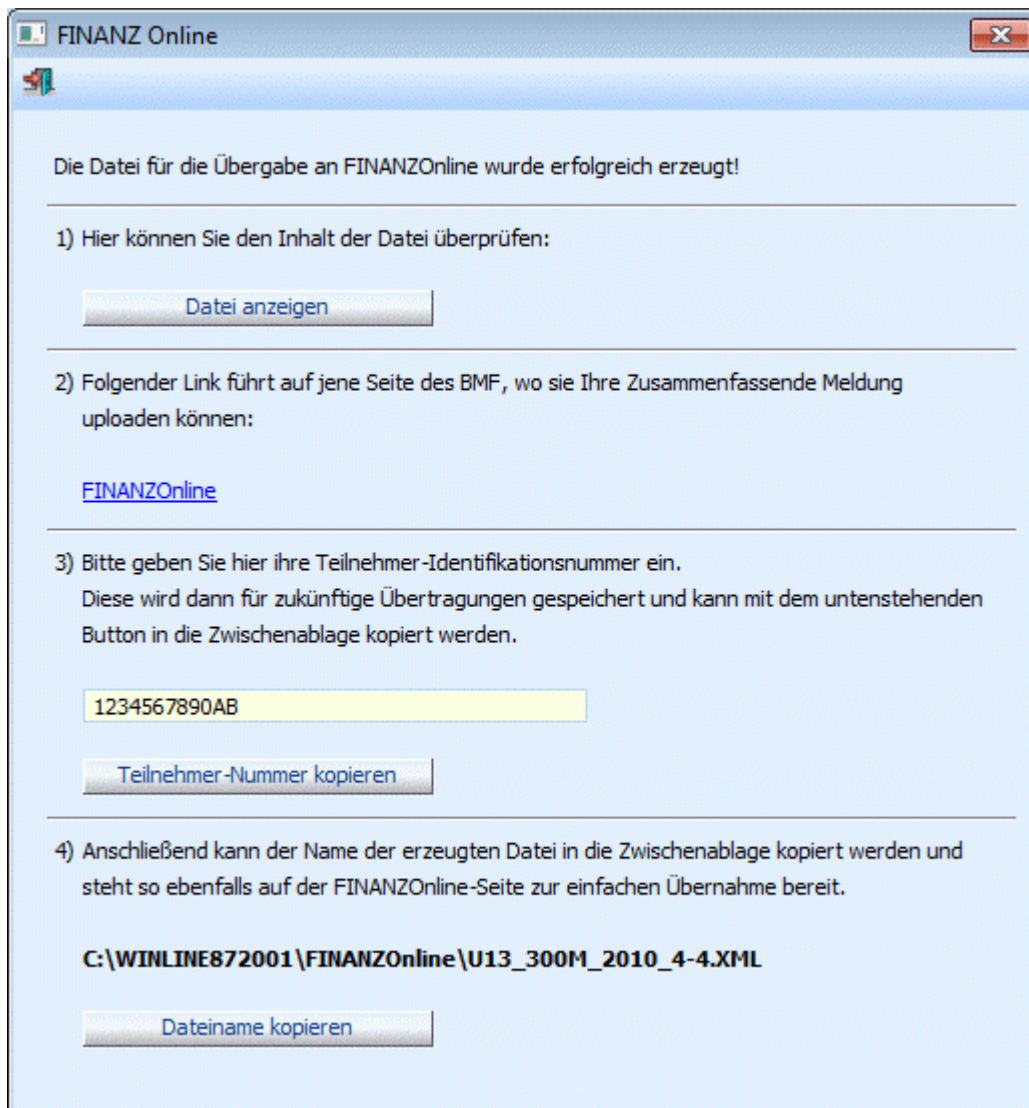 FINANZ Online
Die Datei für die Übergabe an FINANZOnline wurde erfolgreich erzeugt!
1) Hier können Sie den Inhalt der Datei überprüfen:
Datei anzeigen
2) Folgender Link führt auf jene Seite des BMF, wo sie Ihre Zusammenfassende Meldung
uploaden können:
FINANZOnline
3) Bitte geben Sie hier ihre Teilnehmer-Identifikationsnummer ein.
Diese wird dann für zukünftige Übertragungen gespeichert und kann mit dem untenstehenden
Button in die Zwischenablage kopiert werden.
1234567890AB
Teilnehmer-Nummer kopieren
4) Anschließend kann der Name der erzeugten Datei in die Zwischenablage kopiert werden und
steht so ebenfalls auf der FINANZOnline-Seite zur einfachen Übernahme bereit.
C:\WINLINE872001\FINANZOnline\U13_300M_2010_4-4.XML
Dateiname kopieren